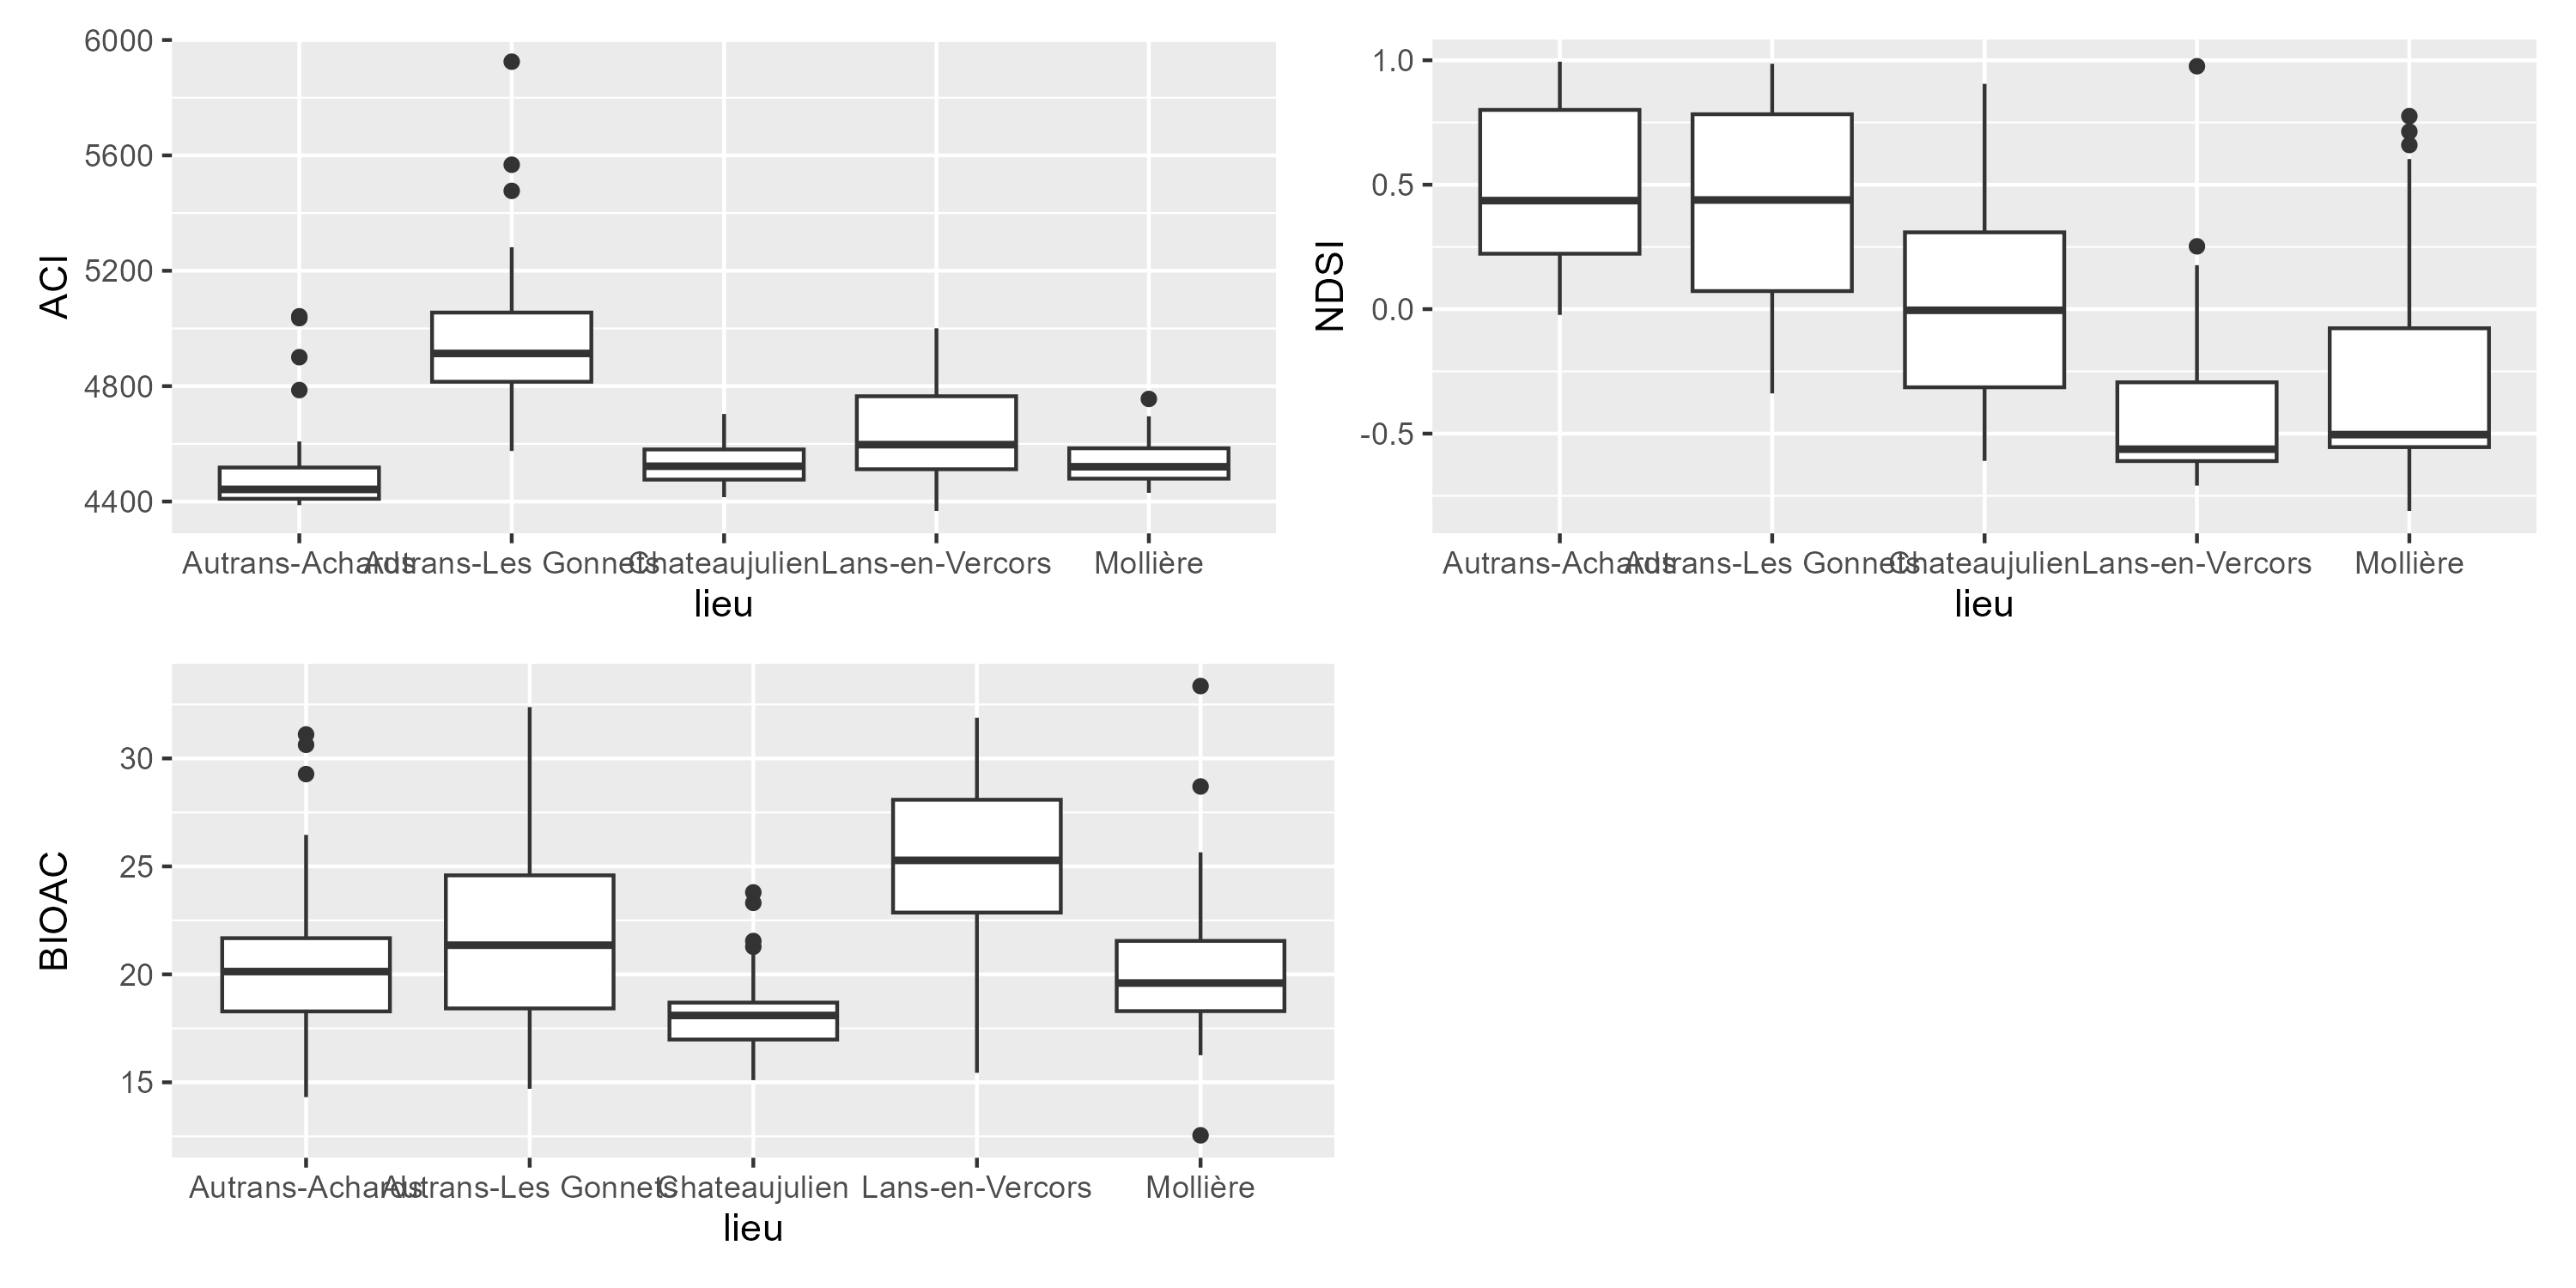 ACI
6000
5600
5200
4800
4400
Autrans-Achards Autrans-Les Gonnets Chateaujulien Lans-en-Vercors Mollière
lieu
NDSI
1.0
0.5
0.0
-0.5
Autrans-Achards Autrans-Les Gonnets Chateaujulien Lans-en-Vercors Mollière
lieu
BIOAC
30
25
20
15
Autrans-Achards Autrans-Les Gonnets Chateaujulien Lans-en-Vercors Mollière
lieu